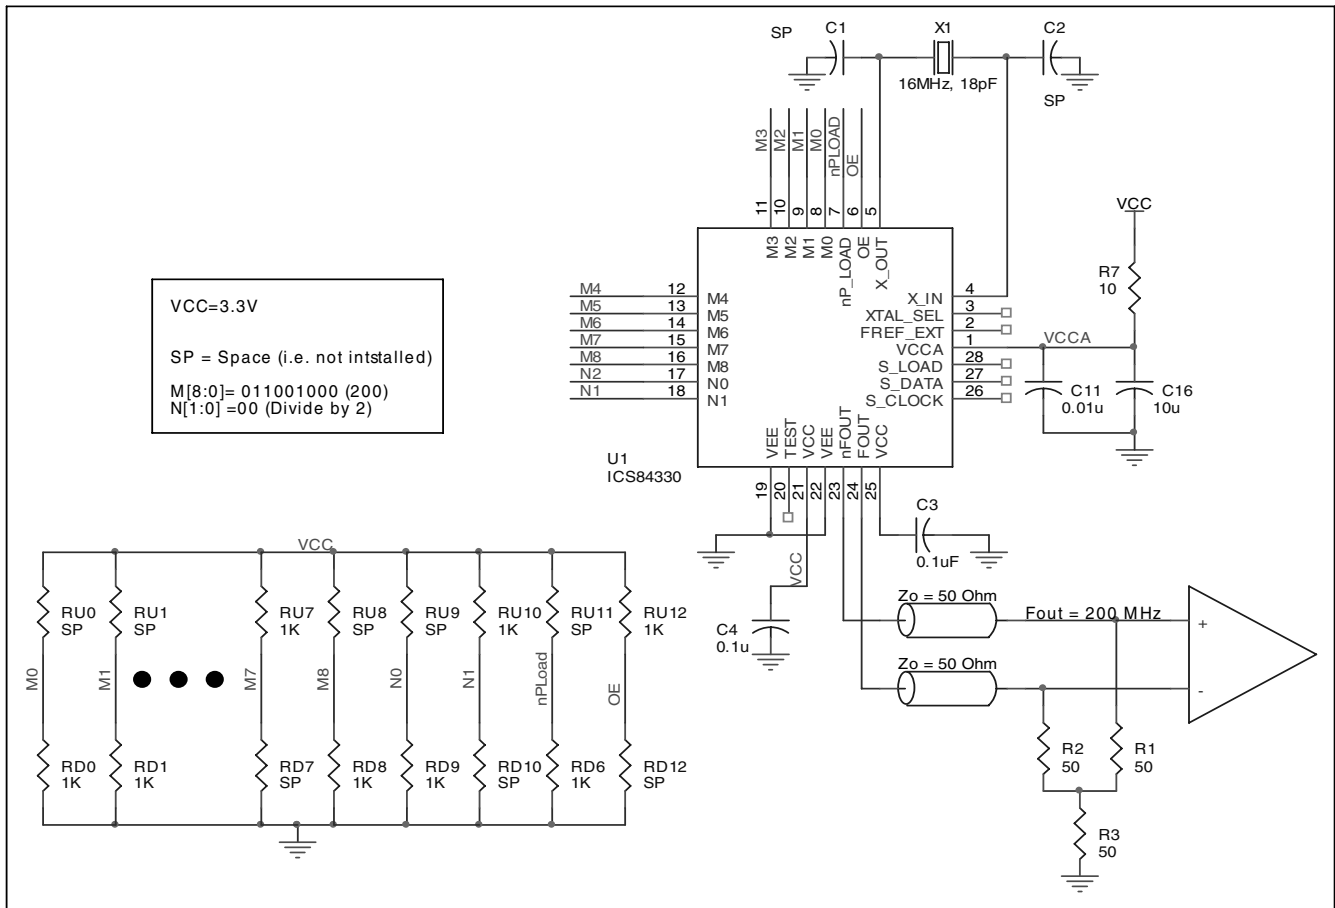 SP
C1
X1
C2
16MHz, 18pF
SP
M3
M2
M1
M0
nPLOAD
OE
11
10
9
8
7
6
5
M3
M2
M1
M0
nP_LOAD
OE
X_OUT
VCC
R7
10
VCC=3.3V
SP = Space (i.e. not intstalled)
M[8:0]= 011001000 (200)
N[1:0] =00 (Divide by 2)
M4 12 M4
M5 13 M5
M6 14 M6
M7 15 M7
M8 16 M8
N2 17 N0
N1 18 N1
X_IN 4
XTAL_SEL 3
FREF_EXT 2
VCCA 1 VCCA
S_LOAD 28
S_DATA 27
S_CLOCK 26
C11
0.01u
C16
10u
VEE
TEST
VCC
VEE
nFOUT
FOUT
VCC
U1
ICS84330
19
20
21
22
23
24
25
C3
0.1uF
VCC
C4
0.1u
Zo = 50 Ohm
Fout = 200 MHz
Zo = 50 Ohm
+
-
R2
50
R1
50
R3
50
VCC
RU0
SP
RU1
SP
RU7
1K
RU8
SP
RU9
SP
RU10
1K
RU11
SP
RU12
1K
M0
M1
M7
M8
N0
N1
nPLoad
OE
RD0
1K
RD1
1K
RD7
SP
RD8
1K
RD9
1K
RD10
SP
RD6
1K
RD12
SP